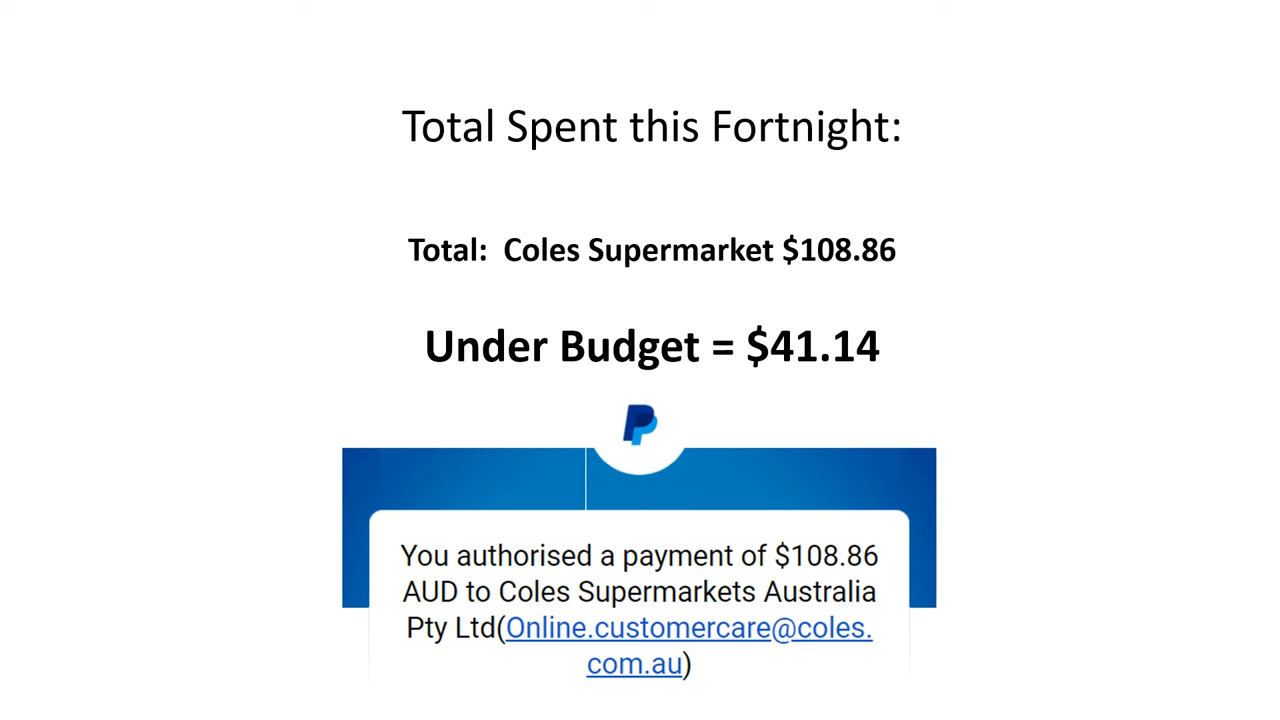 Total Spent this Fortnight:
Total:  Coles Supermarket $108.86
Under Budget = $41.14
You authorised a payment of $108.86
AUD to Coles Supermarkets Australia
Pty Ltd(Online.customercare@coles.
com.au)